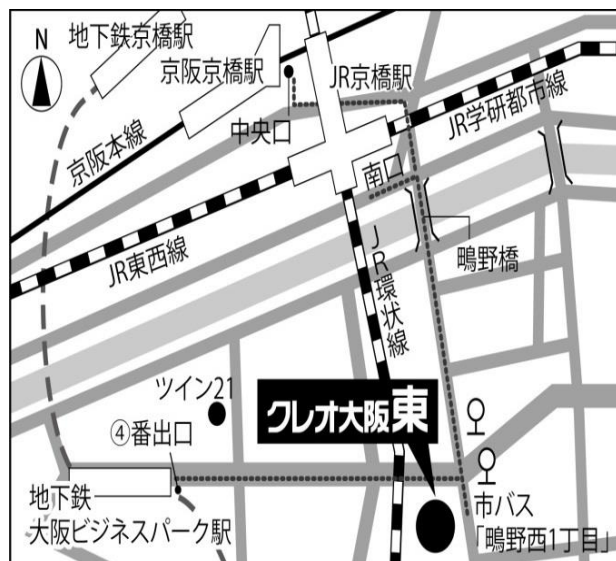 N
地下鉄京橋駅
京阪京橋駅
JR京橋駅
中央口
京阪本線
JR学研都市線
南口
JR東西線
鴫野橋
JR環状線
ツイン21
クレオ大阪東
④番出口
地下鉄
大阪ビジネスパーク駅
市バス
「鴫野西1丁目」